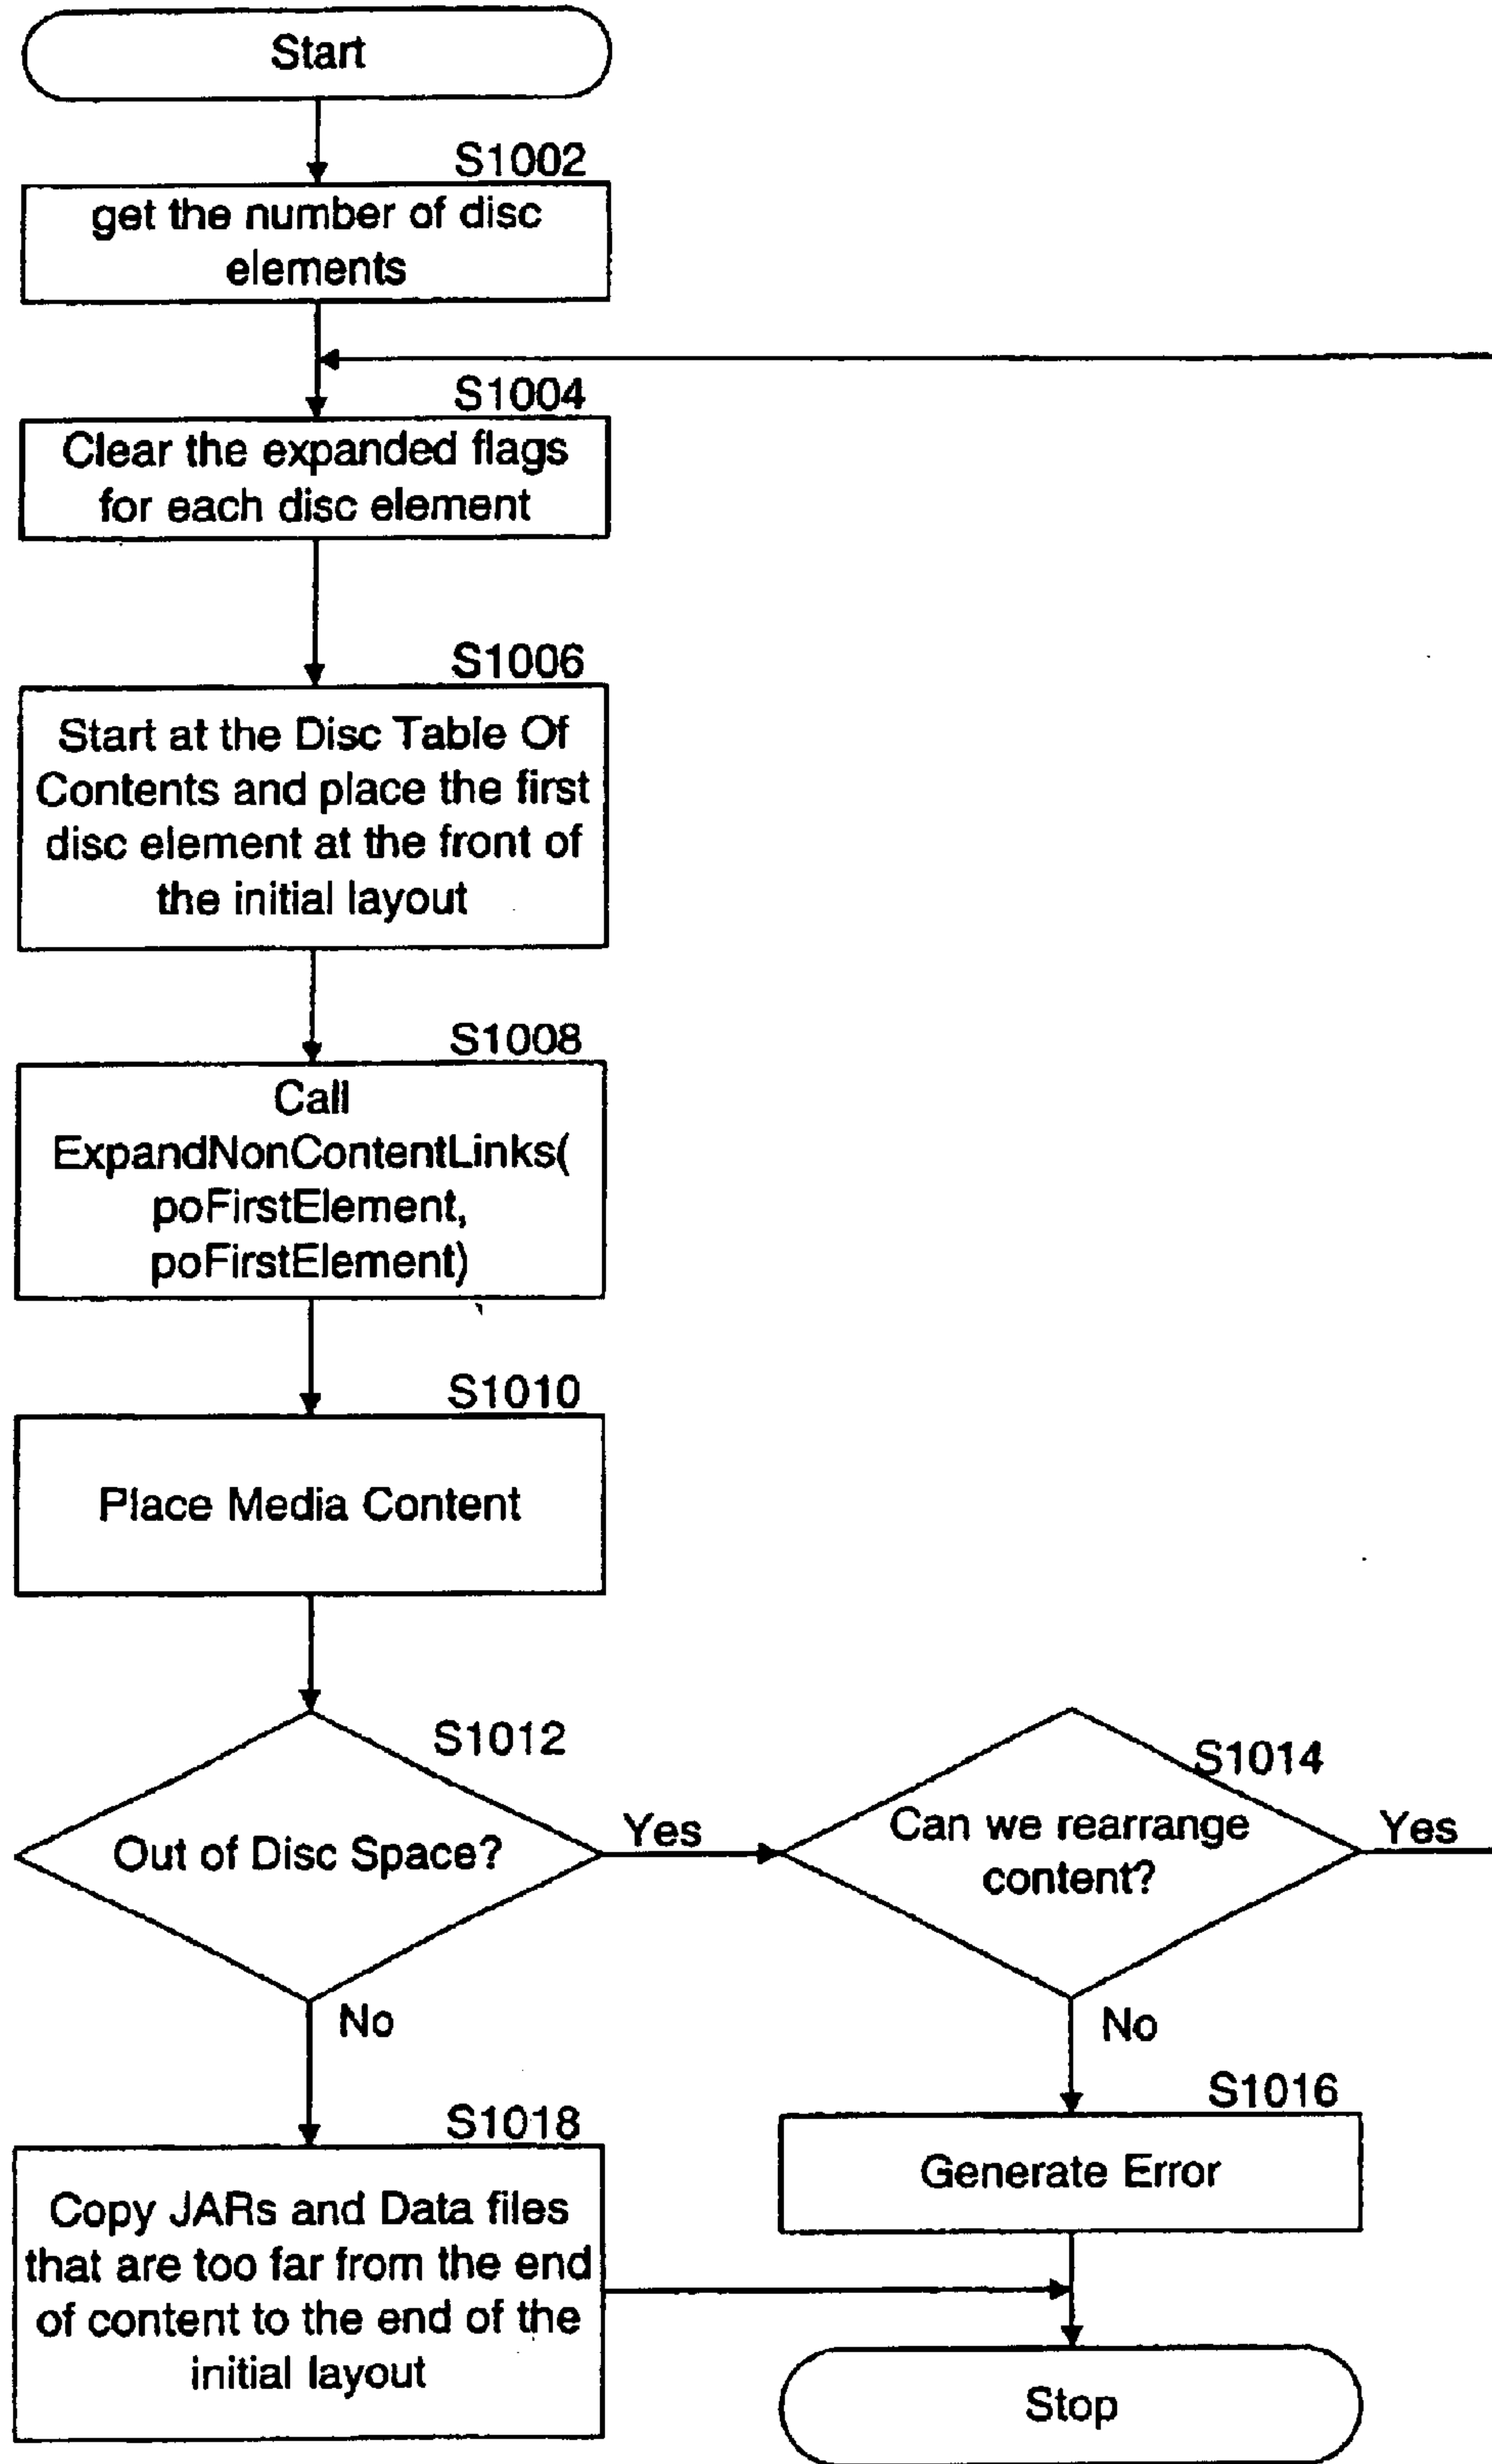 Start
S1002
get the number of disc
elements
S1004
Clear the expanded flags
for each disc element
S1006
Start at the Disc Table Of
Contents and place the first
disc element at the front of
the initial layout
S1008
Call
ExpandNonContentLinks(
poFirstElement,
poFirstElement)
S1010
Place Media Content
S1012
Out of Disc Space?
Yes
No
S1014
Can we rearrange
content?
Yes
No
S1016
Generate Error
S1018
Copy JARs and Data files
that are too far from the end
of content to the end of the
initial layout
Stop